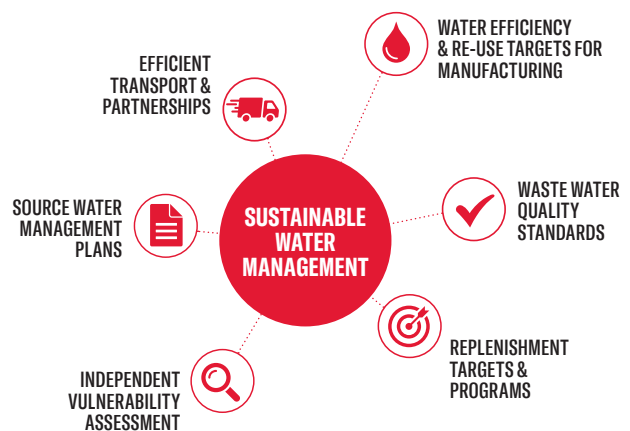 WATER EFFICIENCY
& RE-USE TARGETS FOR
MANUFACTURING
EFFICIENT
TRANSPORT &
PARTNERSHIPS
SOURCE WATER
MANAGEMENT
PLANS
SUSTAINABLE
WATER
MANAGEMENT
WASTE WATER
QUALITY
STANDARDS
REPLENISHMENT
TARGETS &
PROGRAMS
INDEPENDENT
VULNERABILITY
ASSESSMENT